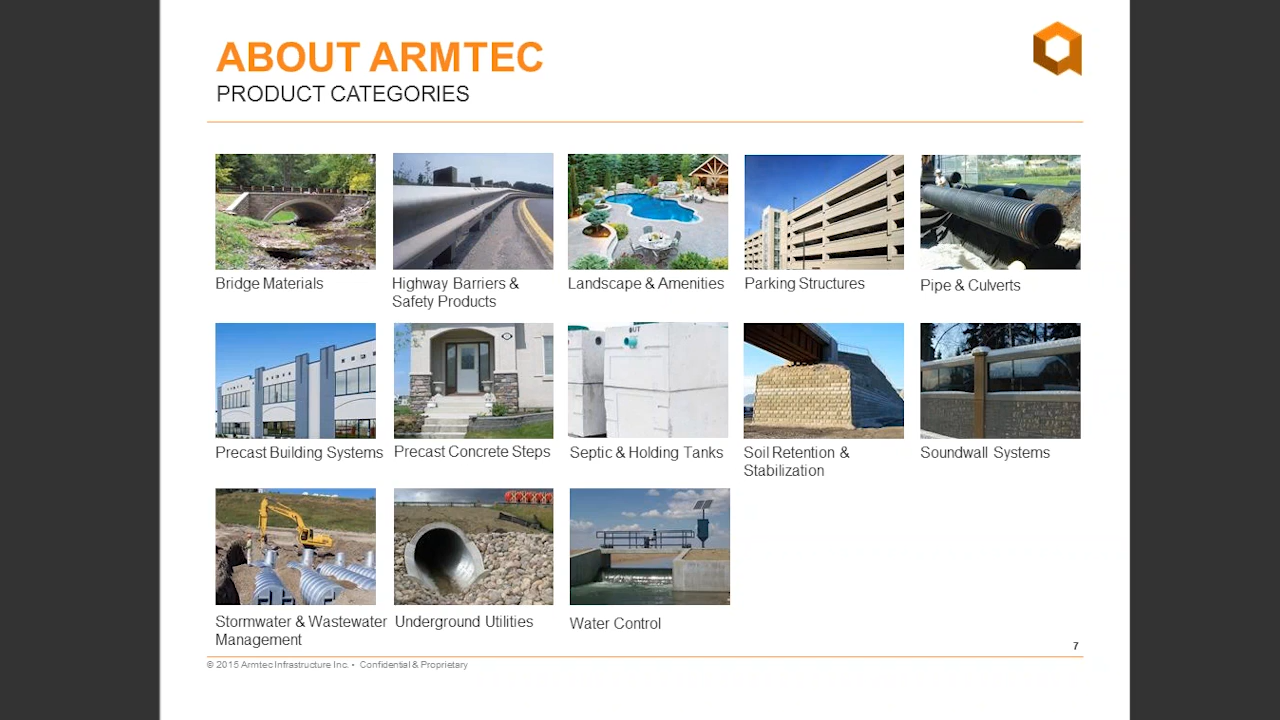 ABOUT ARMTEC
PRODUCT CATEGORIES
Bridge Materials
Highway Barriers &
Safety Products
Landscape & Amenities
Parking Structures
Pipe & Culverts
Precast Building Systems
Precast Concrete Steps
OUT
Septic & Holding Tanks
Soil Retention &
Stabilization
Soundwall Systems
Stormwater & Wastewater
Management
Underground Utilities
Water Control
7
© 2015 Armtec Infrastructure Inc. • Confidential & Proprietary